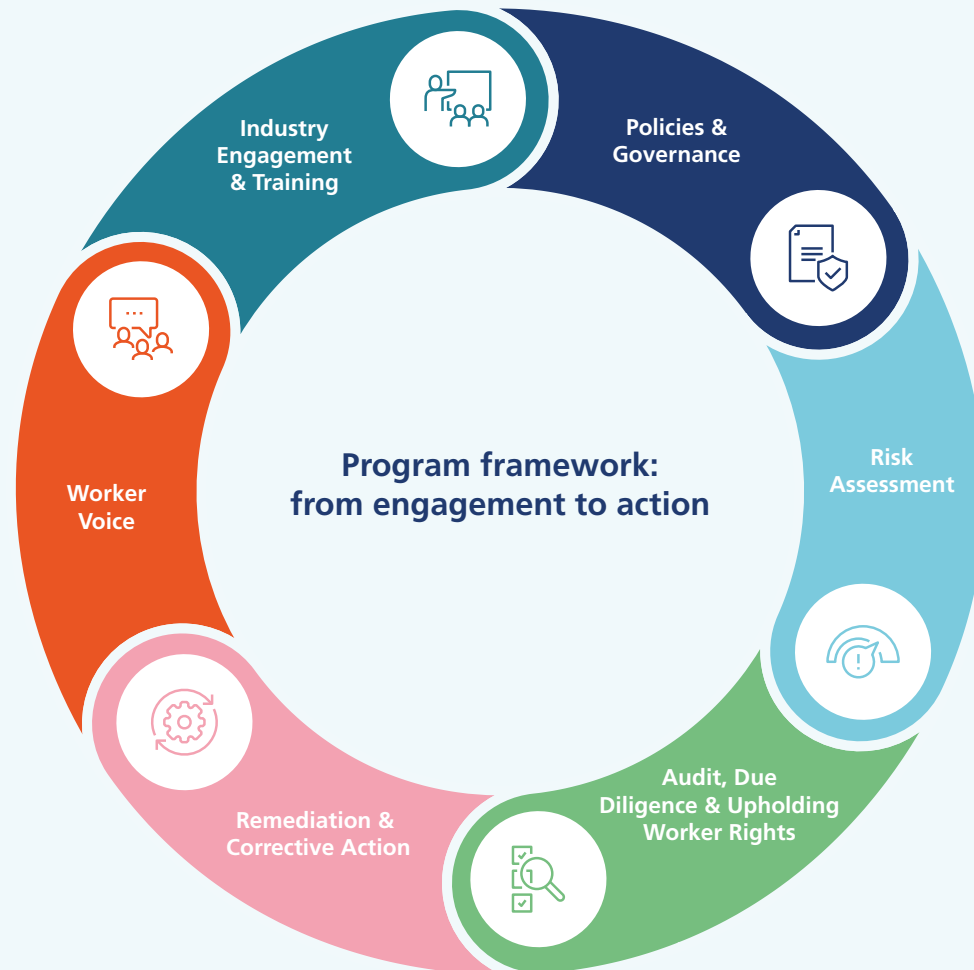 Industry
Engagement
& Training
Policies &
Governance
Risk
Assessment
Audit, Due
Diligence & Upholding
Worker Rights
Remediation &
Corrective Action
Worker
Voice
Program framework:
from engagement to action